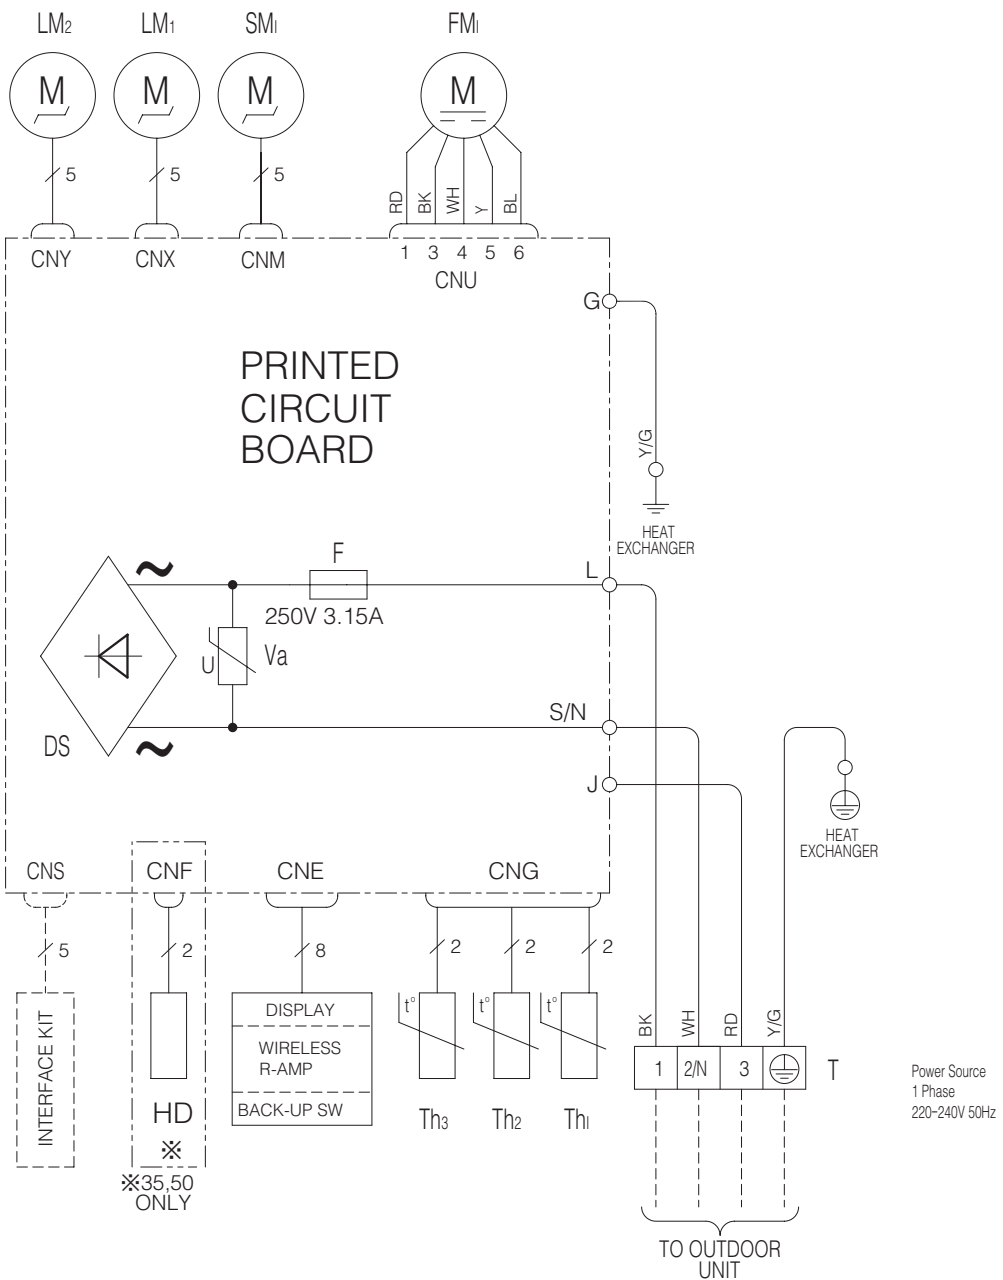 LM2 LM1 SMI FMI
M M M M
5 5 5 RD BK WH Y BL
CNY CNX CNM 1 3 4 5 6
CNU
G
PRINTED
CIRCUIT
BOARD
Y/G
HEAT
EXCHANGER
~ F L
250V 3.15A
U Va
S/N
DS ~
J
HEAT
EXCHANGER
CNS CNF CNE CNG
5 2 8 2 2 2
INTERFACE KIT
DISPLAY
WIRELESS
R-AMP
BACK-UP SW
t° t° t°
BK WH RD Y/G
1 2/N 3 T
Power Source
1 Phase
220-240V 50Hz
HD
※
※35,50
ONLY
Th3 Th2 ThI
TO OUTDOOR
UNIT